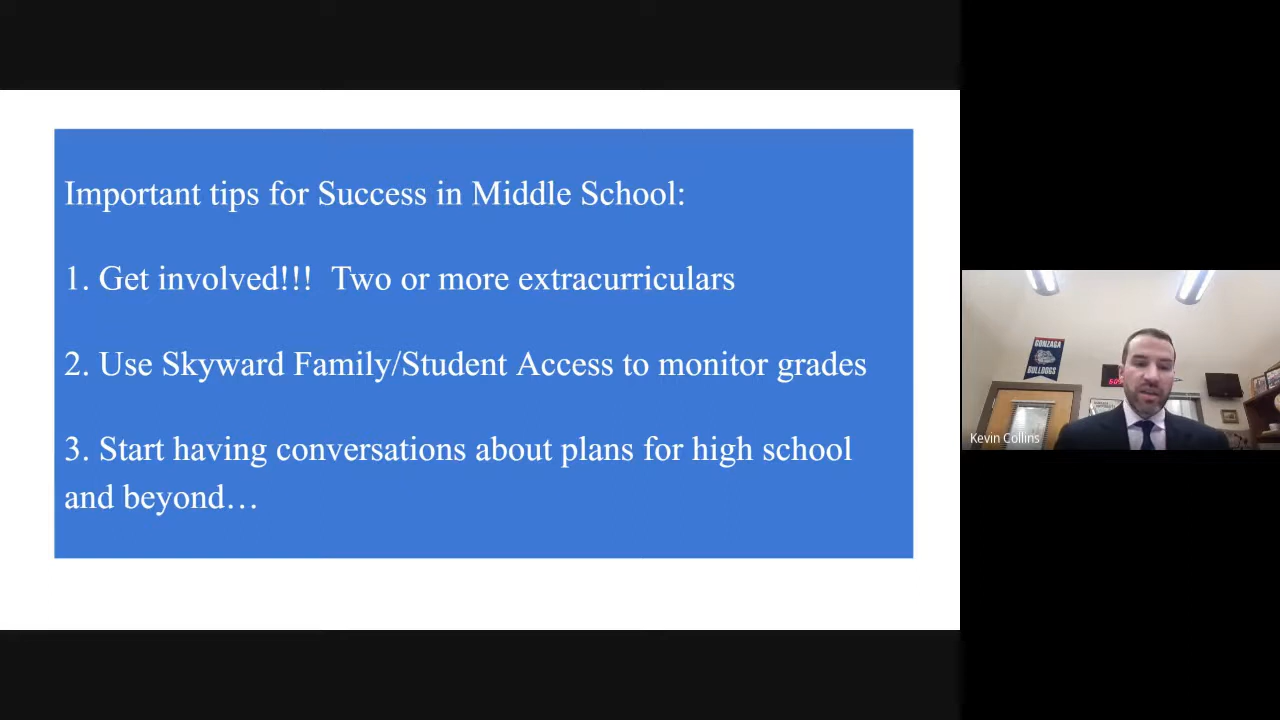 Important tips for Success in Middle School:
1. Get involved!!!  Two or more extracurriculars
2. Use Skyward Family/Student Access to monitor grades
3. Start having conversations about plans for high school
and beyond…
GONZAGA
BULLDOGS
Kevin Collins